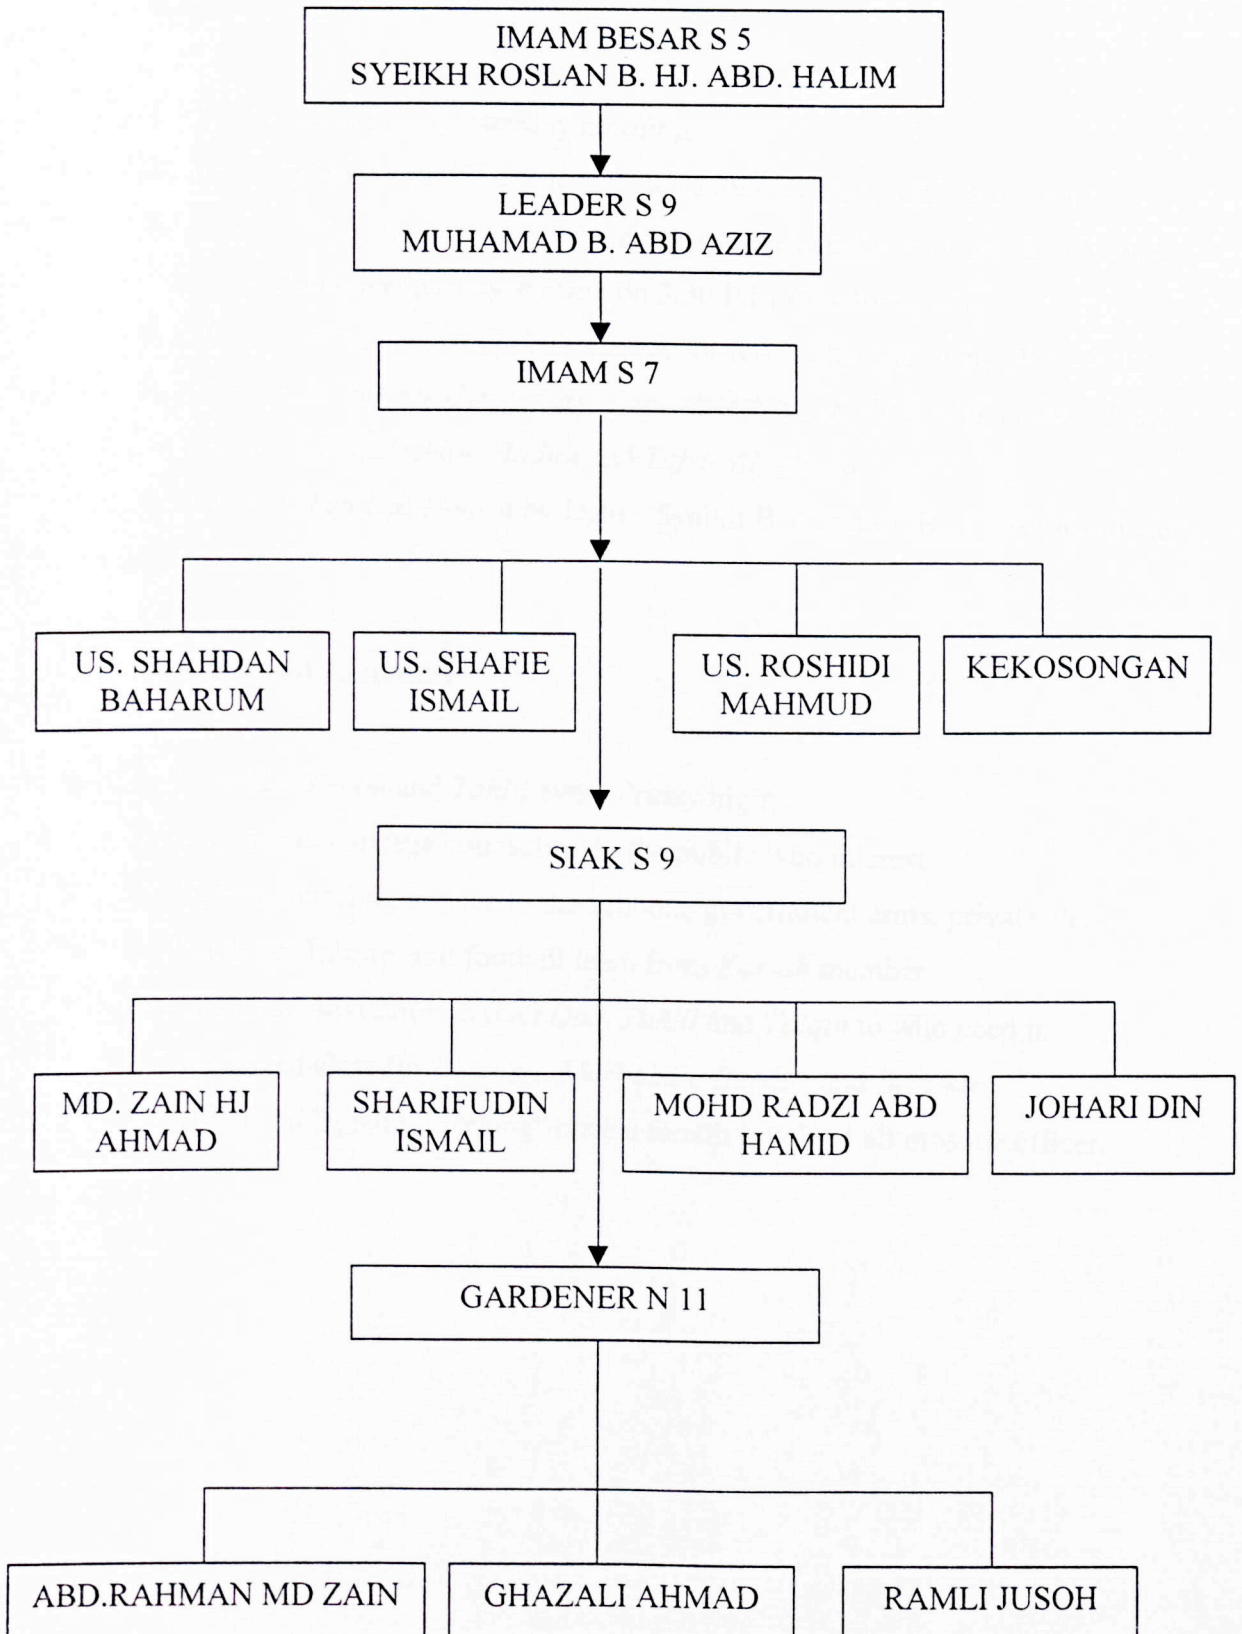 IMAM BESAR S 5
SYEIKH ROSLAN B. HJ. ABD. HALIM
LEADER S 9
MUHAMAD B. ABD AZIZ
IMAM S 7
US. SHAHDAN
BAHARUM
US. SHAFIE
ISMAIL
US. ROSHIDI
MAHMUD
KEKOSONGAN
SIAK S 9
MD. ZAIN HJ
AHMAD
SHARIFUDIN
ISMAIL
MOHD RADZI ABD
HAMID
JOHARI DIN
GARDENER N 11
ABD.RAHMAN MD ZAIN
GHAZALI AHMAD
RAMLI JUSOH